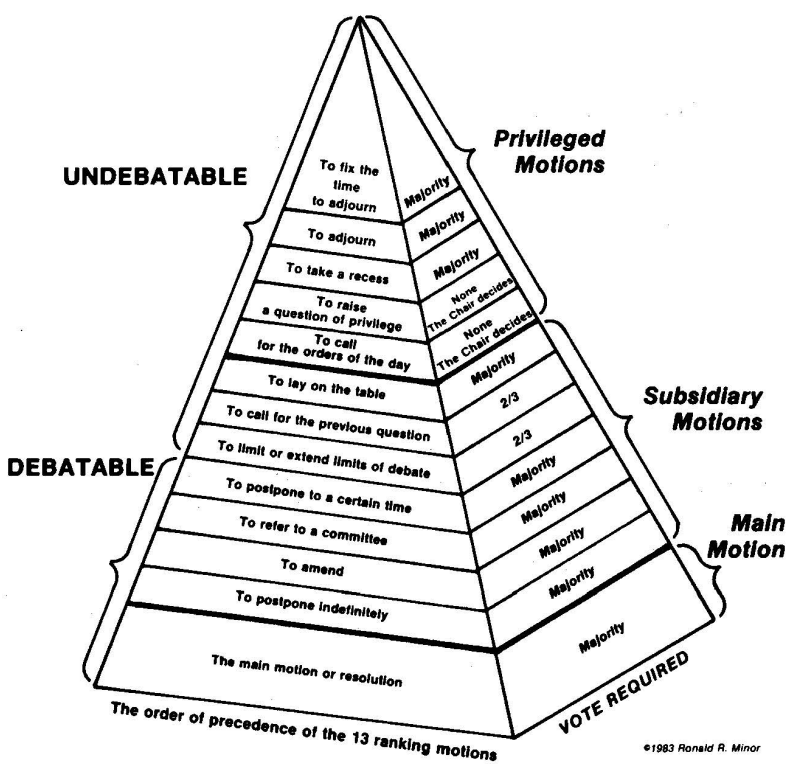 UNDEBATABLE
DEBATABLE
To fix the
time
to adjourn
To adjourn
To take a recess
To raise
a question of privilege
To call
for the orders of the day
To lay on the table
To call for the previous question
To limit or extend limits of debate
To postpone to a certain time
To refer to a committee
To amend
To postpone indefinitely
The main motion or resolution
Majority
Majority
Majority
None
The Chair decides
None
The Chair decides
Majority
2/3
2/3
Majority
Majority
Majority
Majority
Majority
Privileged
Motions
Subsidiary
Motions
Main
Motion
The order of precedence of the 13 ranking motions
VOTE REQUIRED
©1983 Ronald R. Minor